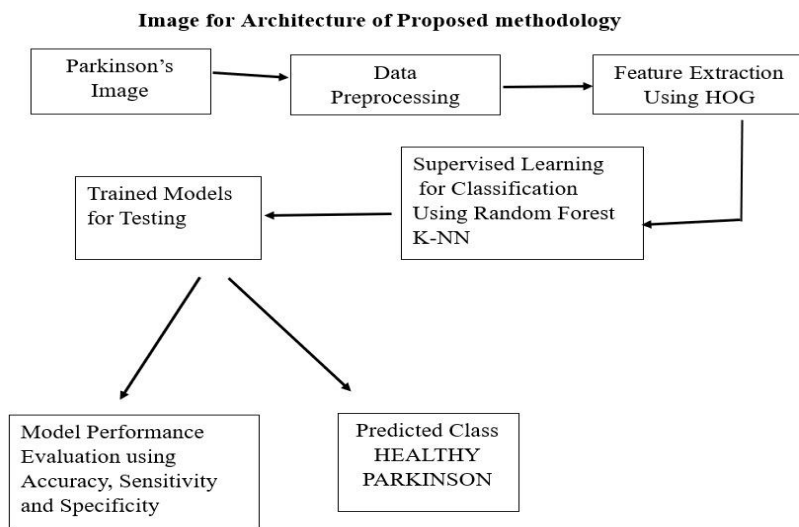 Image for Architecture of Proposed methodology
Parkinson’s
Image
Data
Preprocessing
Feature Extraction
Using HOG
Supervised Learning
for Classification
Using Random Forest
K-NN
Trained Models
for Testing
Model Performance
Evaluation using
Accuracy, Sensitivity
and Specificity
Predicted Class
HEALTHY
PARKINSON